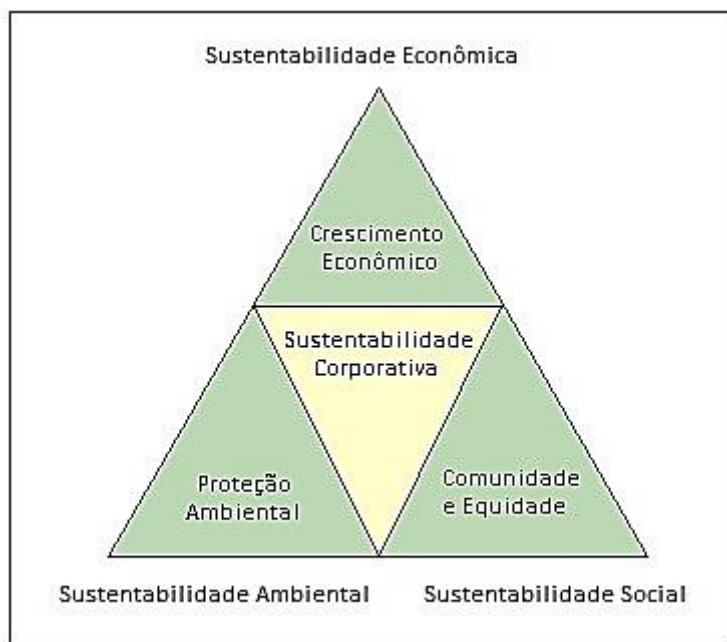 Sustentabilidade Econômica
Crescimento
Econômico
Sustentabilidade
Corporativa
Proteção
Ambiental
Comunidade
e Equidade
Sustentabilidade Ambiental
Sustentabilidade Social